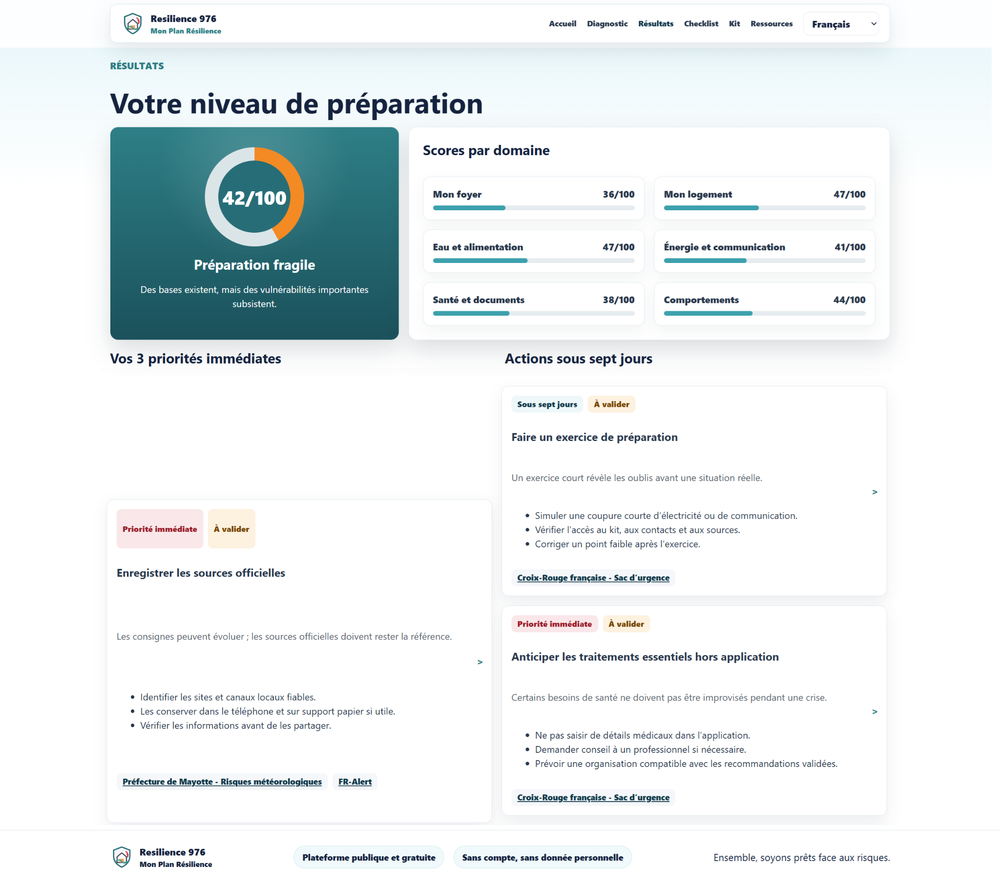 Resilience 976
Mon Plan Résilience
Accueil
Diagnostic
Résultats
Checklist
Kit
Ressources
Français
RÉSULTATS
Votre niveau de préparation
42/100
Préparation fragile
Des bases existent, mais des vulnérabilités importantes
subsistent.
Scores par domaine
Mon foyer 36/100
Mon logement 47/100
Eau et alimentation 47/100
Énergie et communication 41/100
Santé et documents 38/100
Comportements 44/100
Vos 3 priorités immédiates
Priorité immédiate
À valider
Enregistrer les sources officielles
Les consignes peuvent évoluer ; les sources officielles doivent rester la référence.
>
• Identifier les sites et canaux locaux fiables.
• Les conserver dans le téléphone et sur support papier si utile.
• Vérifier les informations avant de les partager.
Préfecture de Mayotte - Risques météorologiques
FR-Alert
Actions sous sept jours
Sous sept jours
À valider
Faire un exercice de préparation
Un exercice court révèle les oublis avant une situation réelle.
>
• Simuler une coupure courte d’électricité ou de communication.
• Vérifier l’accès au kit, aux contacts et aux sources.
• Corriger un point faible après l’exercice.
Croix-Rouge française - Sac d’urgence
Priorité immédiate
À valider
Anticiper les traitements essentiels hors application
Certains besoins de santé ne doivent pas être improvisés pendant une crise.
>
• Ne pas saisir de détails médicaux dans l’application.
• Demander conseil à un professionnel si nécessaire.
• Prévoir une organisation compatible avec les recommandations validées.
Croix-Rouge française - Sac d’urgence
Resilience 976
Mon Plan Résilience
Plateforme publique et gratuite
Sans compte, sans donnée personnelle
Ensemble, soyons prêts face aux risques.